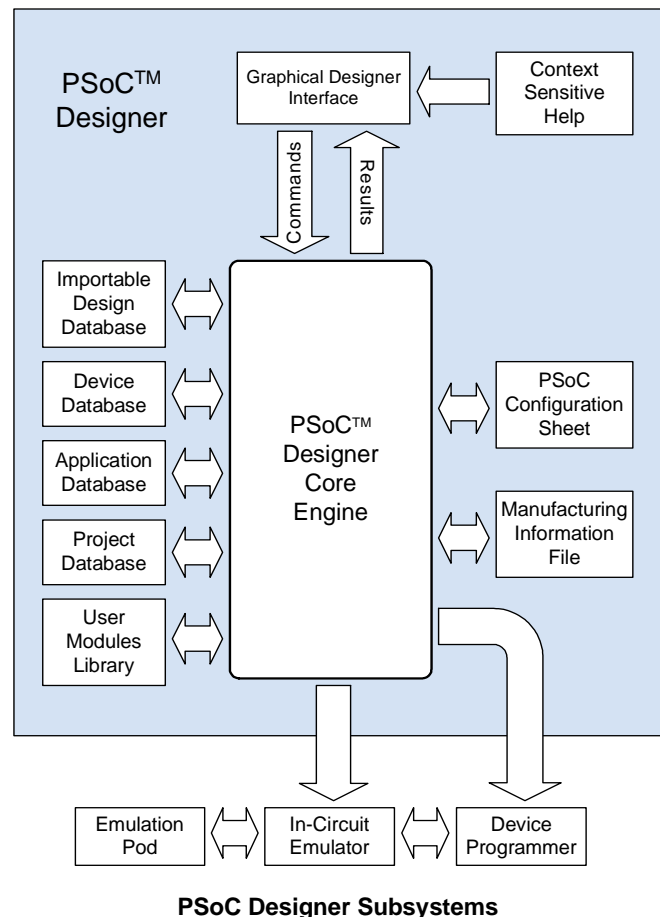 PSoC™
Designer
Graphical Designer
Interface
Context
Sensitive
Help
Commands
Results
Importable
Design
Database
Device
Database
Application
Database
Project
Database
User
Modules
Library
PSoC™
Designer
Core
Engine
PSoC
Configuration
Sheet
Manufacturing
Information
File
Emulation
Pod
In-Circuit
Emulator
Device
Programmer
PSoC Designer Subsystems